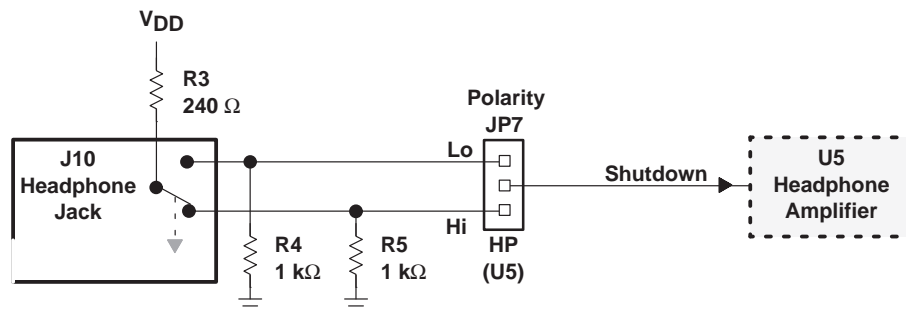 VDD
R3
240 Ω
Polarity
JP7
J10
Headphone
Jack
Lo
Shutdown
U5
Headphone
Amplifier
Hi
R4
1 kΩ
R5
1 kΩ
HP
(U5)